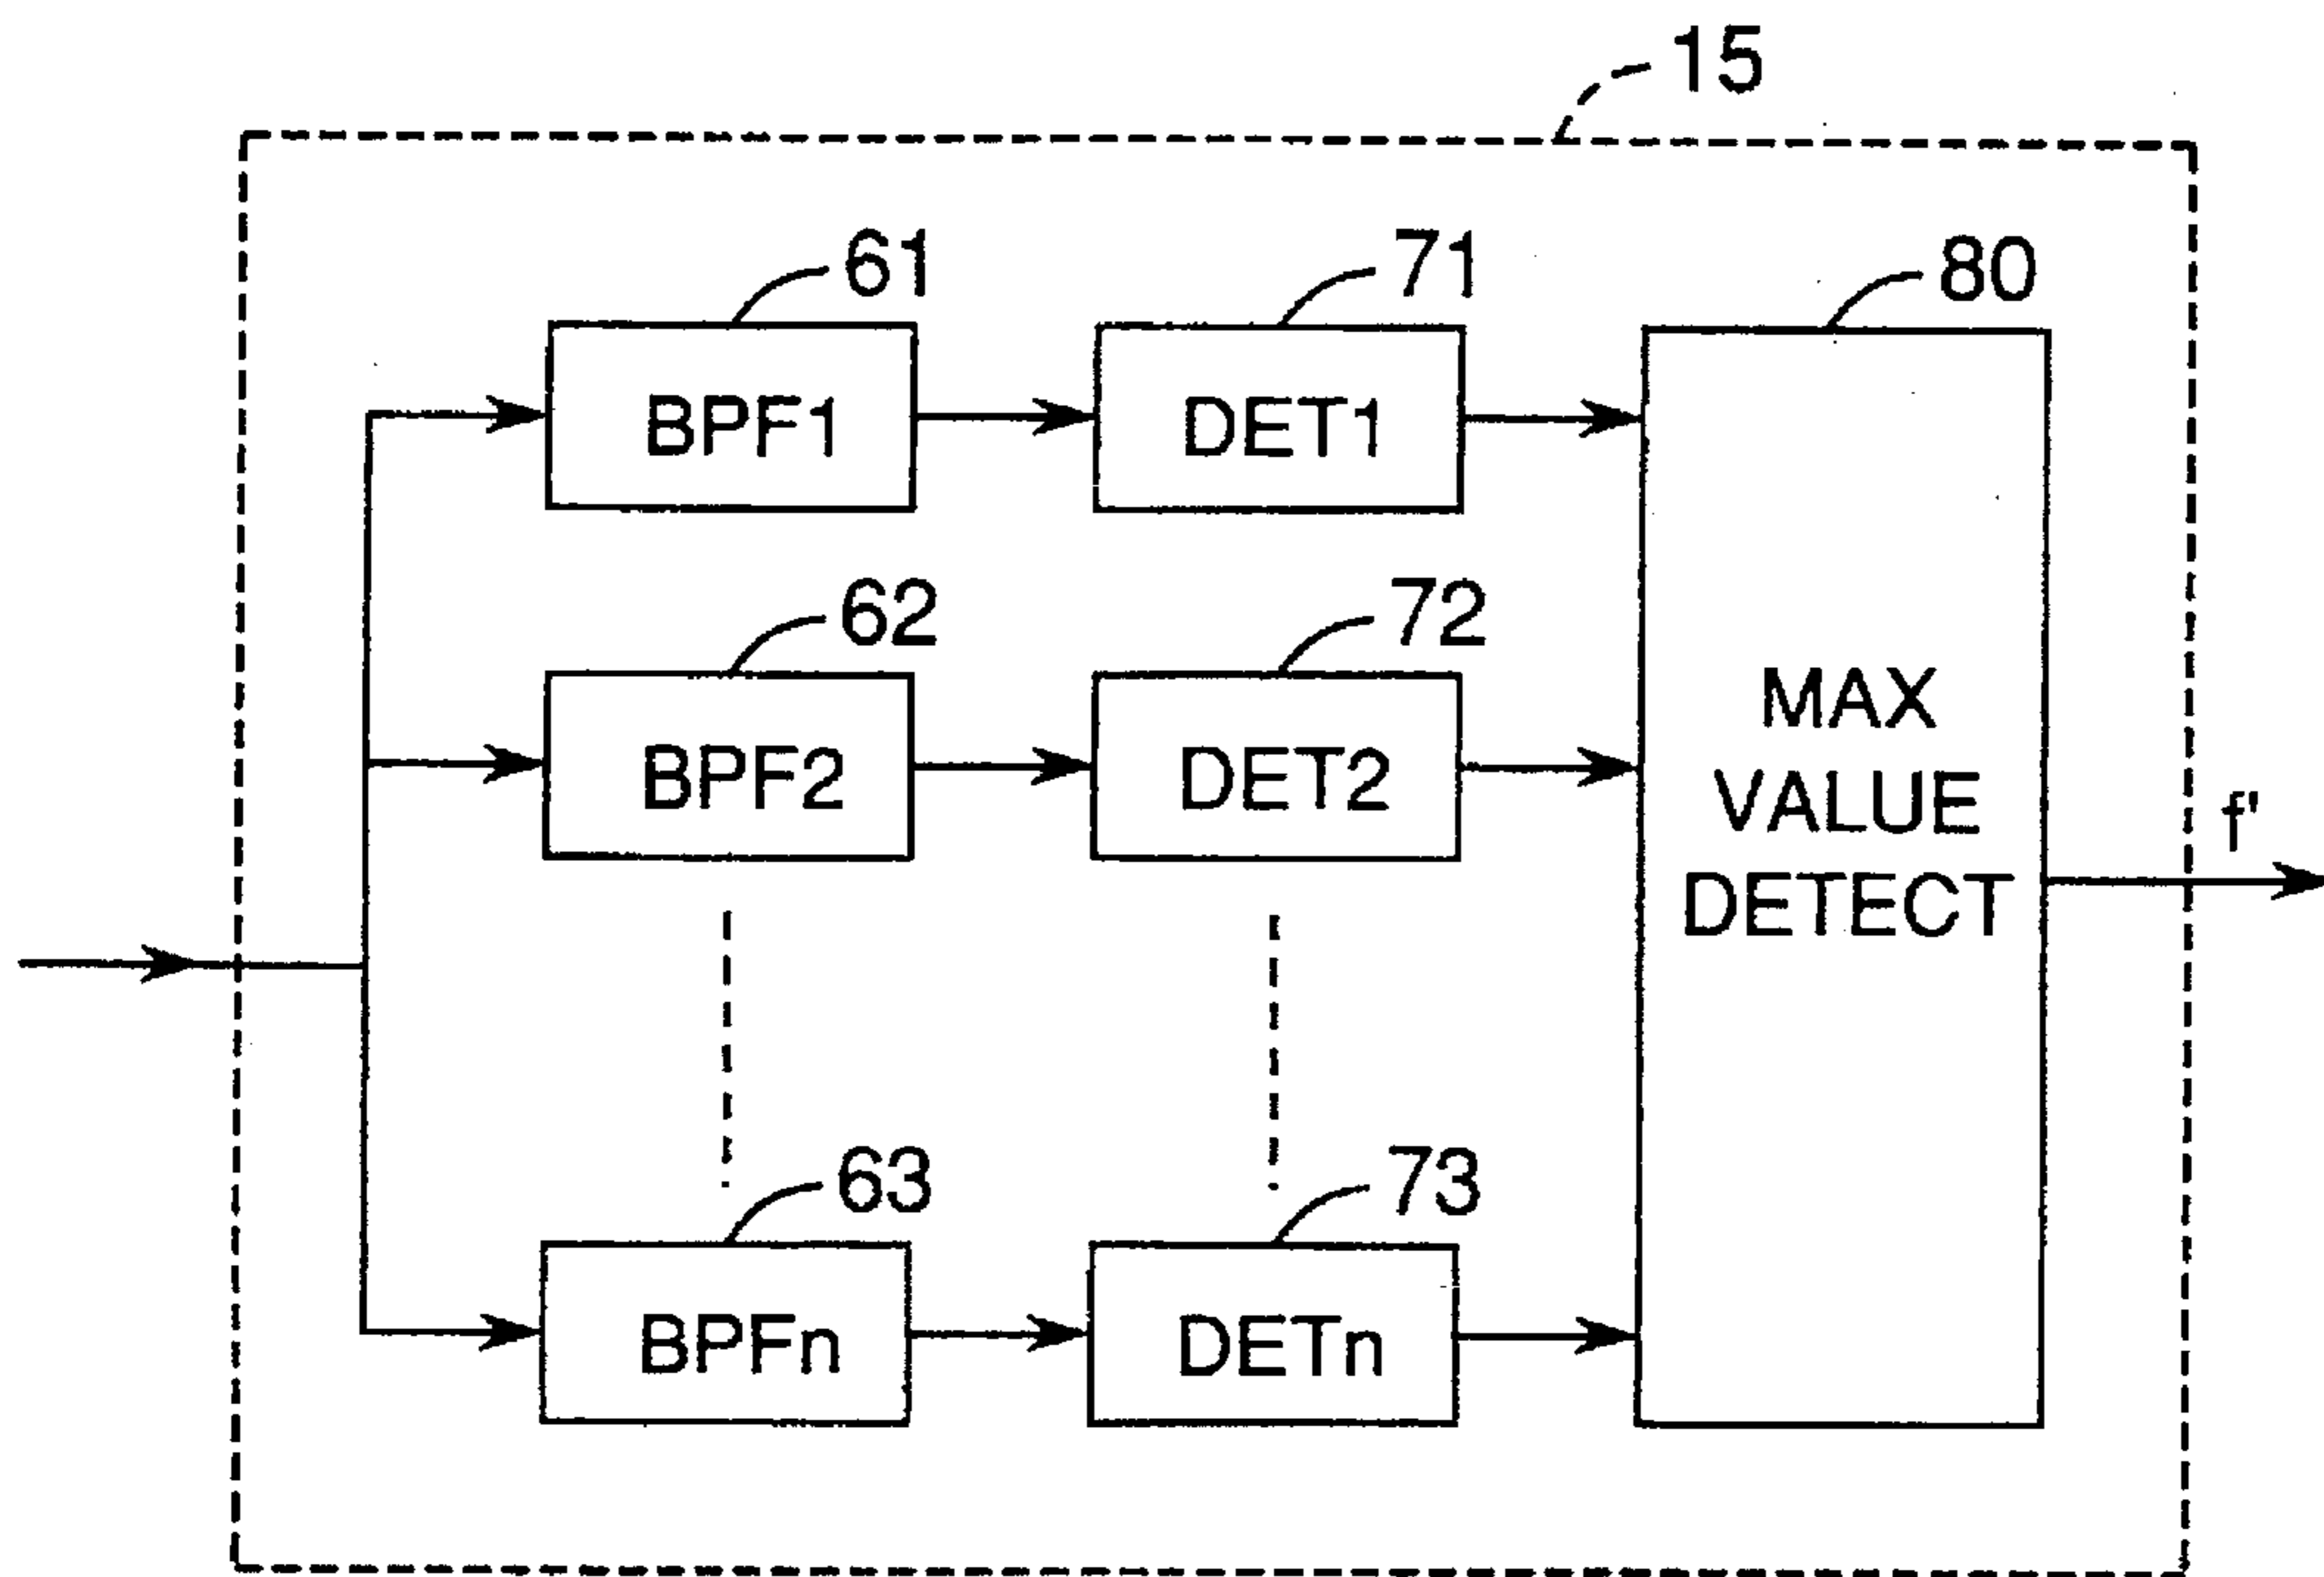 15
61
71
80
BPF1
DET1
62
72
BPF2
DET2
MAX
VALUE
DETECT
f'
63
73
BPFn
DETn